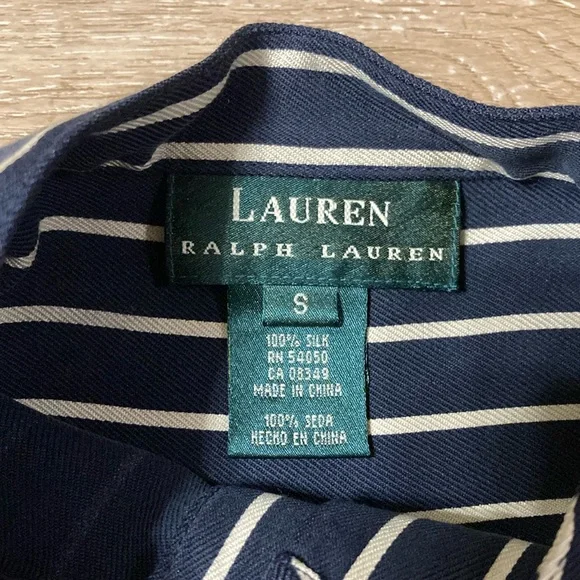 LAUREN
RALPH LAUREN
S
100% SILK
RN 54050
CA 08349
MADE IN CHINA
100% SEDA
HECHO EN CHINA